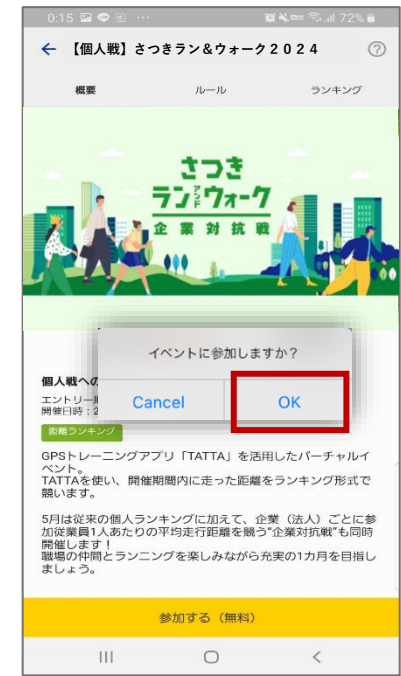 0:15 72%
【個人戦】さつきラン&ウォーク2024 ?
概要 ルール ランキング
さつき
ランアンドウォーク
企業対抗戦
イベントに参加しますか?
Cancel OK
個人戦への
エントリー
開催日時:2
距離ランキング
GPSトレーニングアプリ「TATTA」を活用したバーチャルイ
ベント。
TATTAを使い、開催期間内に走った距離をランキング形式で
競います。
5月は従来の個人ランキングに加えて、企業(法人)ごとに参
加従業員1人あたりの平均走行距離を競う“企業対抗戦”も同時
開催します!
職場の仲間とランニングを楽しみながら充実の1カ月を目指し
ましょう。
参加する(無料)